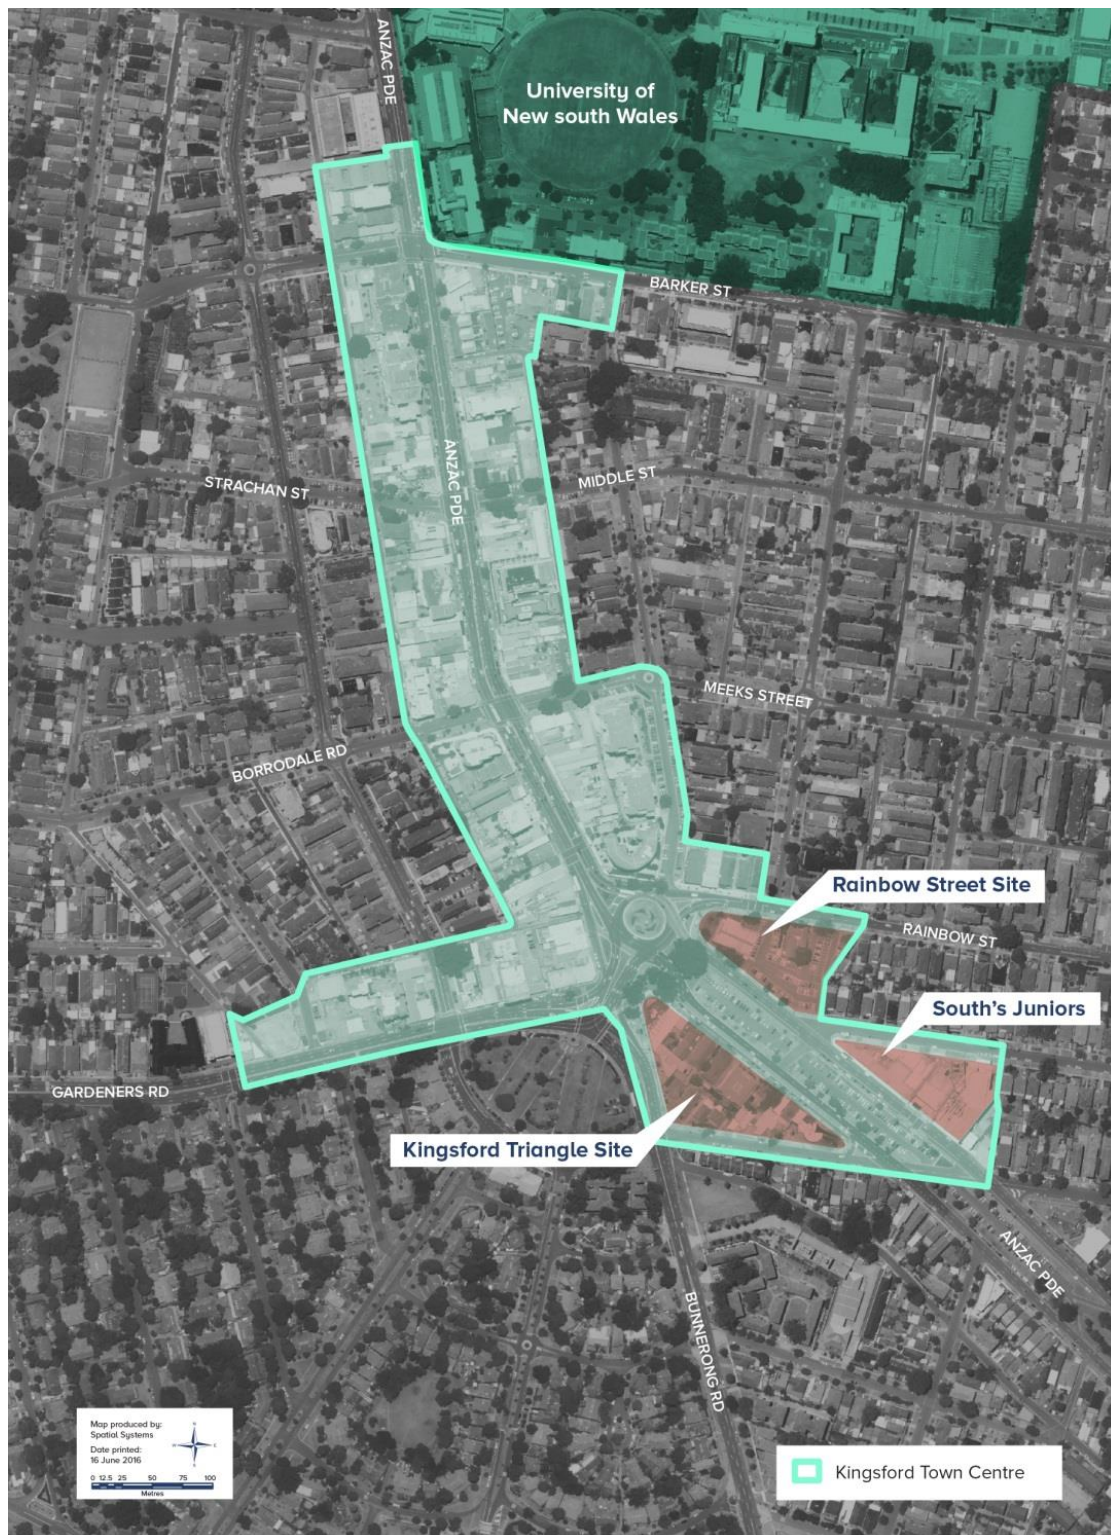 ANZAC PDE
University of
New south Wales
BARKER ST
ANZAC PDE
MIDDLE ST
STRACHAN ST
MEEKS STREET
BORRODALE RD
Rainbow Street Site
RAINBOW ST
South's Juniors
GARDENERS RD
Kingsford Triangle Site
ANZAC PDE
BUNNERONG RD
Map produced by:
Spatial Systems
Date printed:
16 June 2016
N
W E
S
0 12.5 25 50 75 100
Metres
Kingsford Town Centre